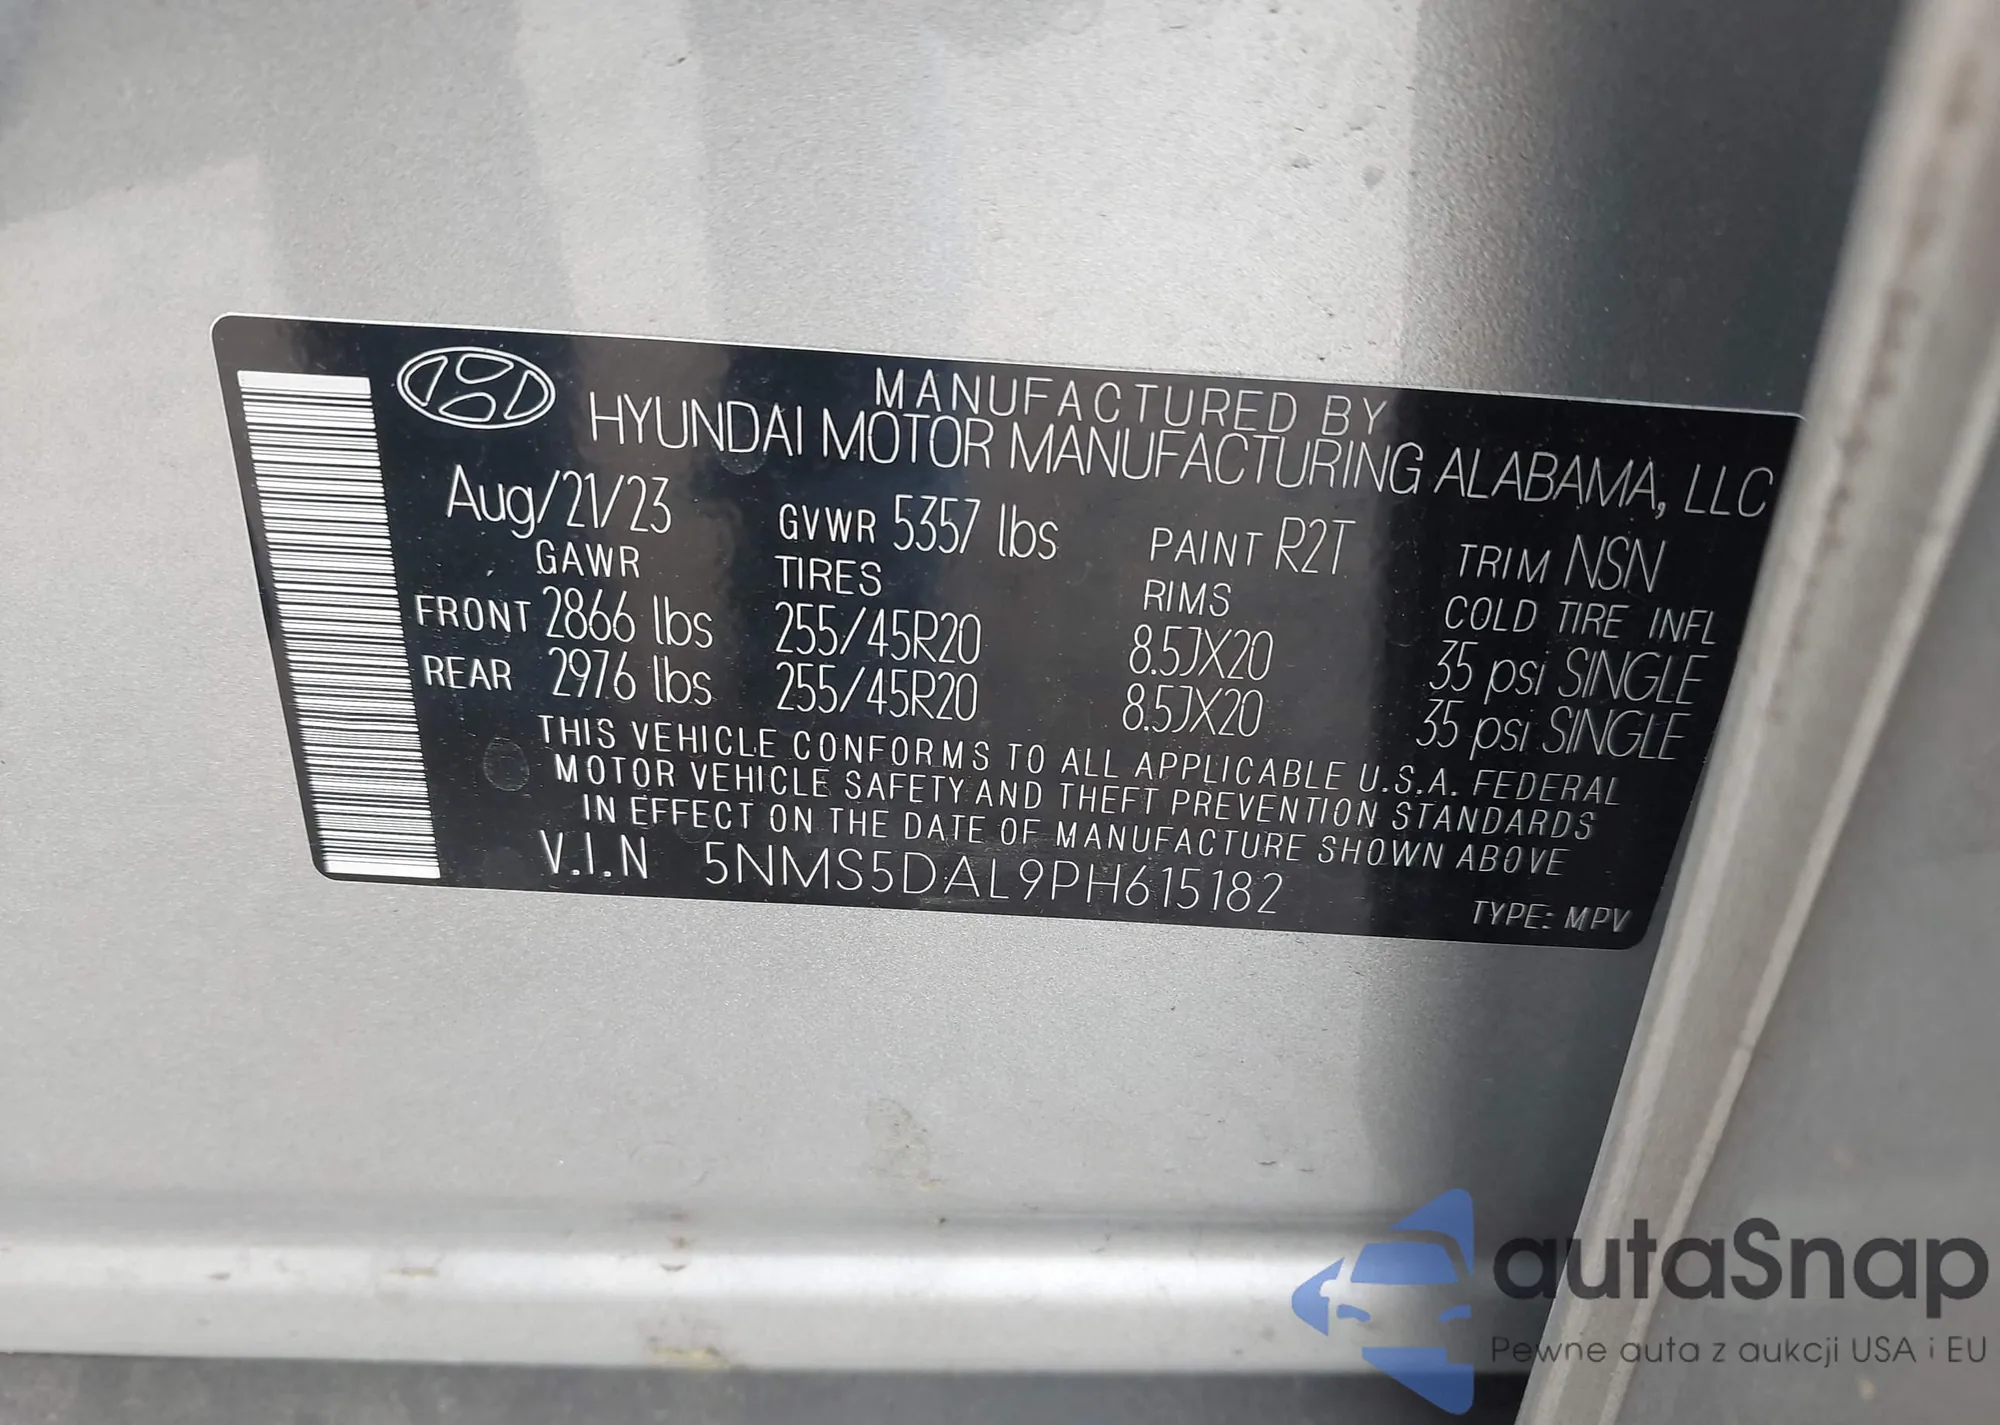 MANUFACTURED BY
HYUNDAI MOTOR MANUFACTURING ALABAMA, LLC
Aug/21/23 GVWR 5357 lbs PAINT R2T TRIM NSN
GAWR TIRES RIMS COLD TIRE INFL
FRONT 2866 lbs 255/45R20 8.5JX20 35 psi SINGLE
REAR 2976 lbs 255/45R20 8.5JX20 35 psi SINGLE
THIS VEHICLE CONFORMS TO ALL APPLICABLE U.S.A. FEDERAL
MOTOR VEHICLE SAFETY AND THEFT PREVENTION STANDARDS
IN EFFECT ON THE DATE OF MANUFACTURE SHOWN ABOVE
V.I.N 5NMS5DAL9PH615182
TYPE: MPV
autaSnap
Pewne auta z aukcji USA i EU